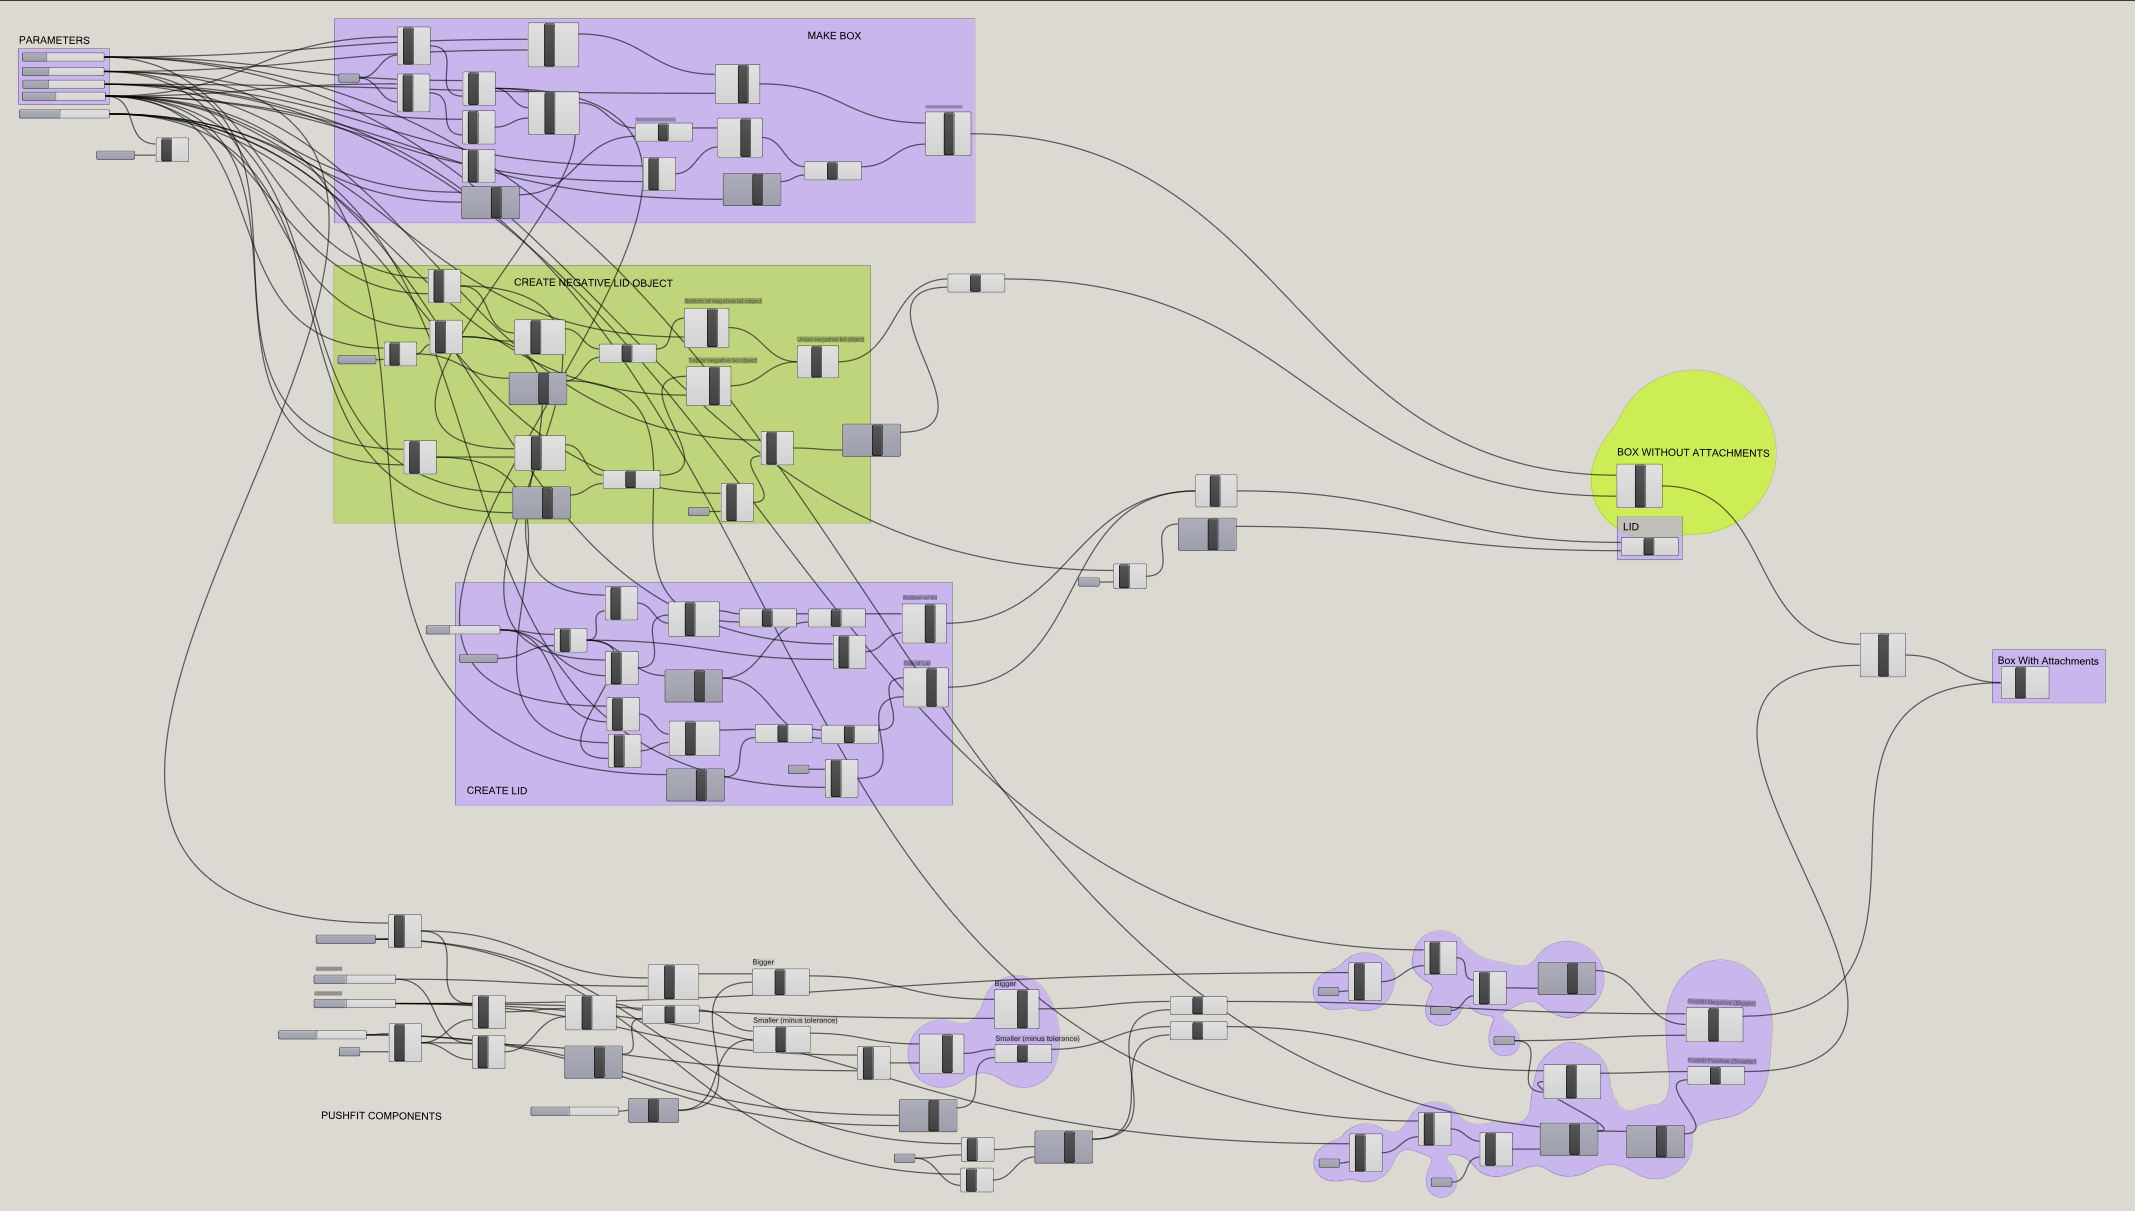 PARAMETERS
MAKE BOX
CREATE NEGATIVE LID OBJECT
Bottom of negative lid object
Union negative lid object
Top of negative lid object
BOX WITHOUT ATTACHMENTS
LID
Bottom of lid
Top of Lid
Box With Attachments
CREATE LID
Bigger
Bigger
Smaller (minus tolerance)
Smaller (minus tolerance)
Pushfit Negative (Bigger)
Pushfit Positive (Smaller)
PUSHFIT COMPONENTS